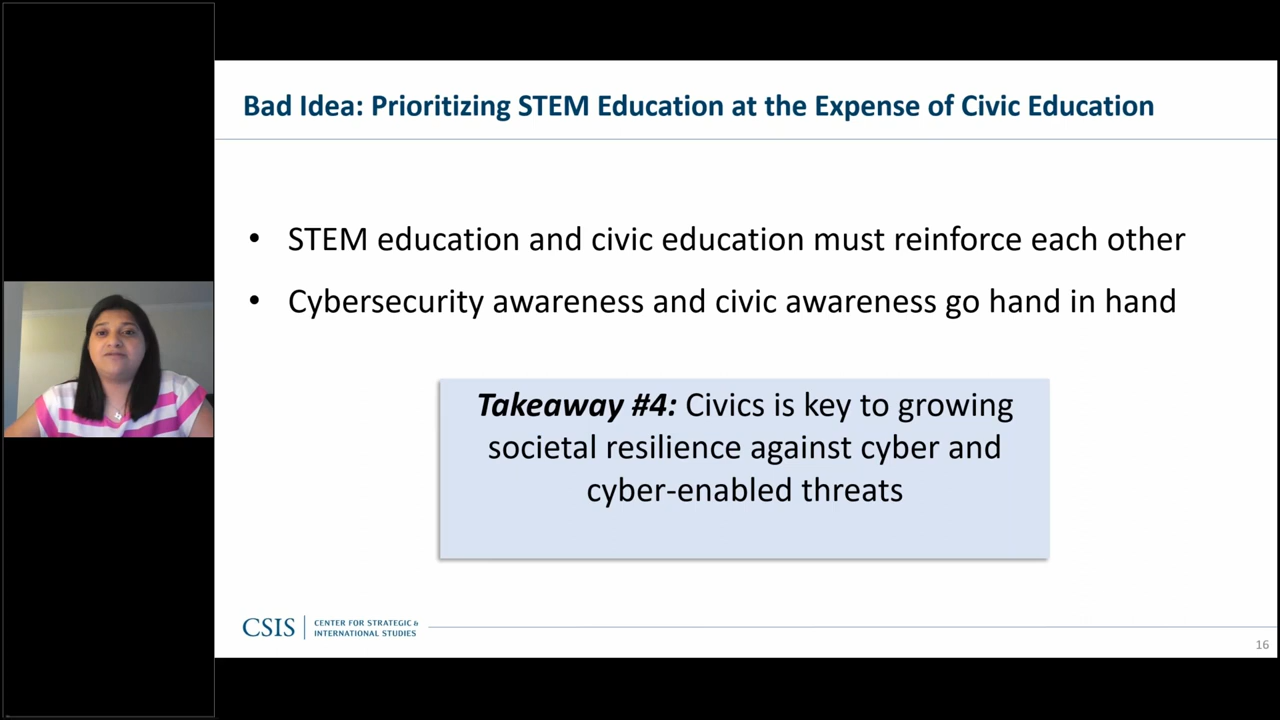 Bad Idea: Prioritizing STEM Education at the Expense of Civic Education
• STEM education and civic education must reinforce each other
• Cybersecurity awareness and civic awareness go hand in hand
Takeaway #4: Civics is key to growing
societal resilience against cyber and
cyber-enabled threats
CSIS
CENTER FOR STRATEGIC &
INTERNATIONAL STUDIES
16